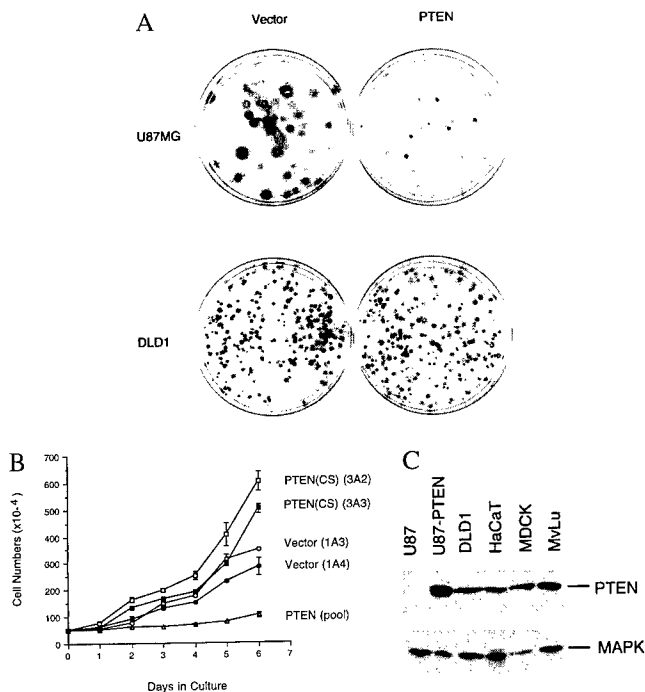 A
Vector PTEN
U87MG
DLD1
B
700
600
500
400
300
200
100
0
0 1 2 3 4 5 6 7
Cell Numbers (x10-4)
Days in Culture
PTEN(CS) (3A2)
PTEN(CS) (3A3)
Vector (1A3)
Vector (1A4)
PTEN (pool)
C
U87
U87-PTEN
DLD1
HaCaT
MDCK
MvLu
PTEN
MAPK